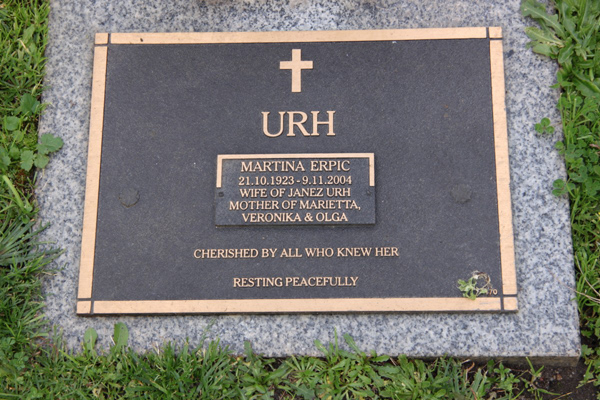 URH
MARTINA ERPIC
21.10.1923 - 9.11.2004
WIFE OF JANEZ URH
MOTHER OF MARIETTA,
VERONIKA & OLGA
CHERISHED BY ALL WHO KNEW HER
RESTING PEACEFULLY